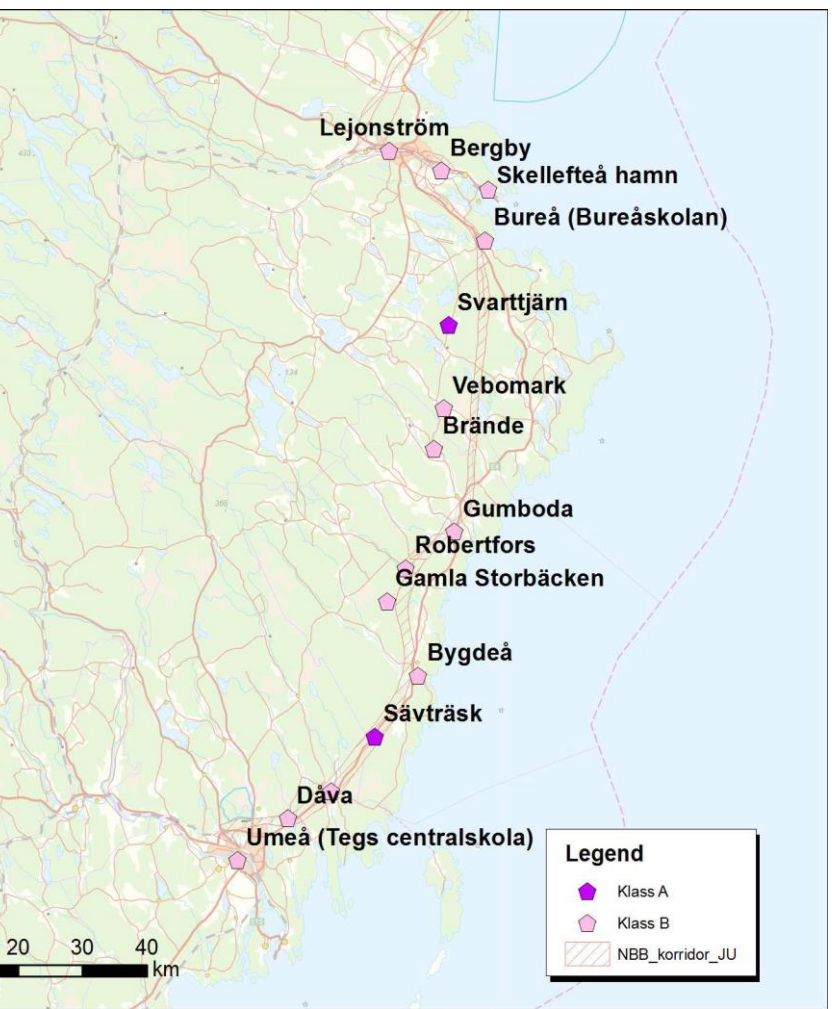 Lejonström
Bergby
Skellefteå hamn
Bureå (Bureåskolan)
Svarttjärn
Vebomark
Brände
Gumboda
Robertfors
Gamla Storbäcken
Bygdeå
Sävträsk
Dåva
Umeå (Tegs centralskola)
Legend
Klass A
Klass B
NBB_korridor_JU
20 40
km